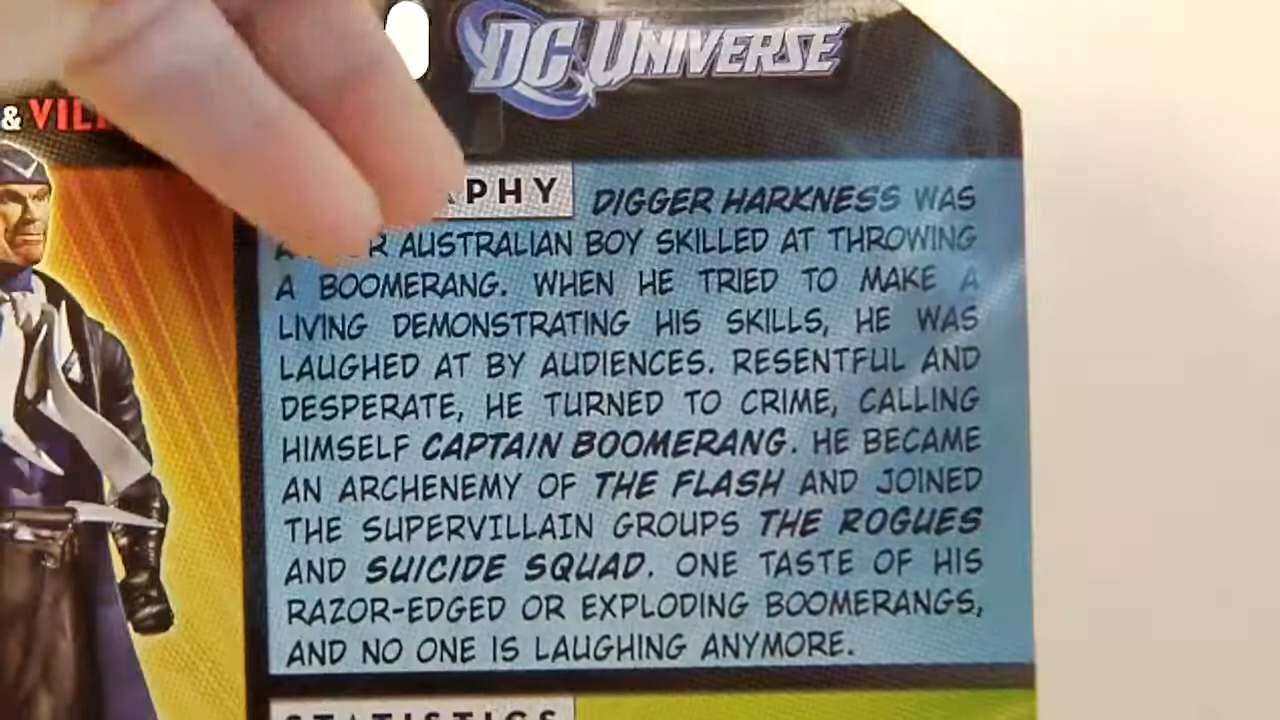 DC UNIVERSE
&
DIGGER HARKNESS WAS
AUSTRALIAN BOY SKILLED AT THROWING
A BOOMERANG. WHEN HE TRIED TO MAKE A
LIVING DEMONSTRATING HIS SKILLS, HE WAS
LAUGHED AT BY AUDIENCES. RESENTFUL AND
DESPERATE, HE TURNED TO CRIME, CALLING
HIMSELF CAPTAIN BOOMERANG. HE BECAME
AN ARCHENEMY OF THE FLASH AND JOINED
THE SUPERVILLAIN GROUPS THE ROGUES
AND SUICIDE SQUAD. ONE TASTE OF HIS
RAZOR-EDGED OR EXPLODING BOOMERANGS,
AND NO ONE IS LAUGHING ANYMORE.
STATISTICS